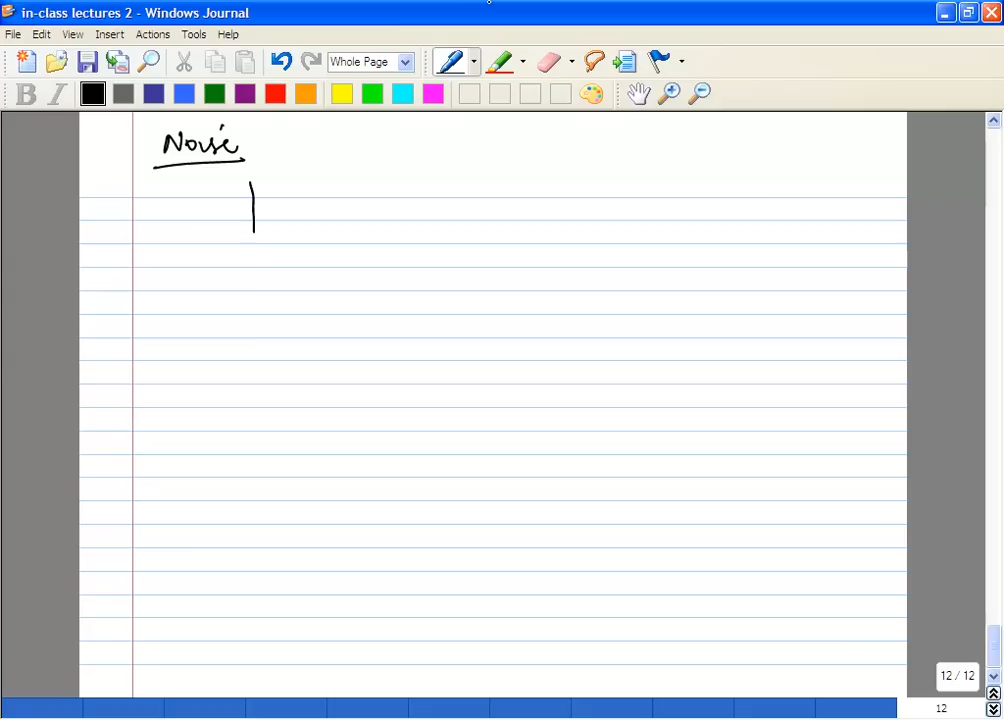 in-class lectures 2 - Windows Journal
File Edit View Insert Actions Tools Help
Whole Page
B I
Noise
12 / 12
12